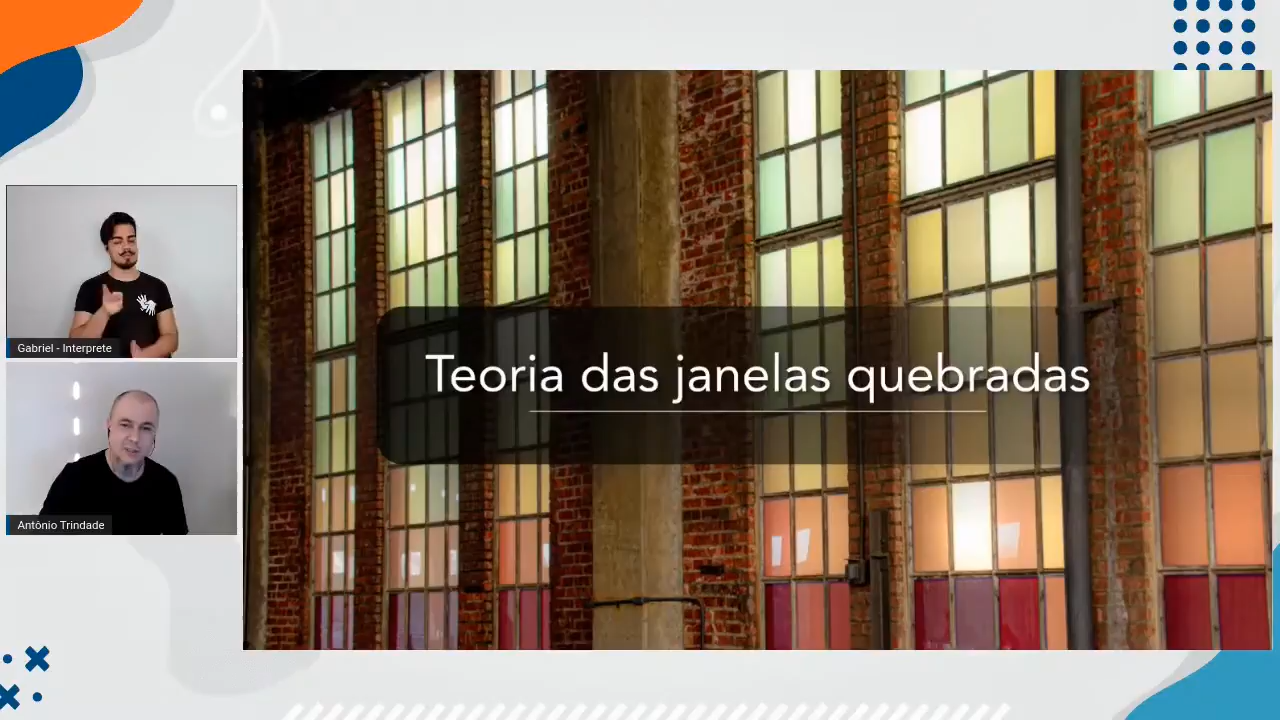 Gabriel - Interprete
Antônio Trindade
Teoria das janelas quebradas